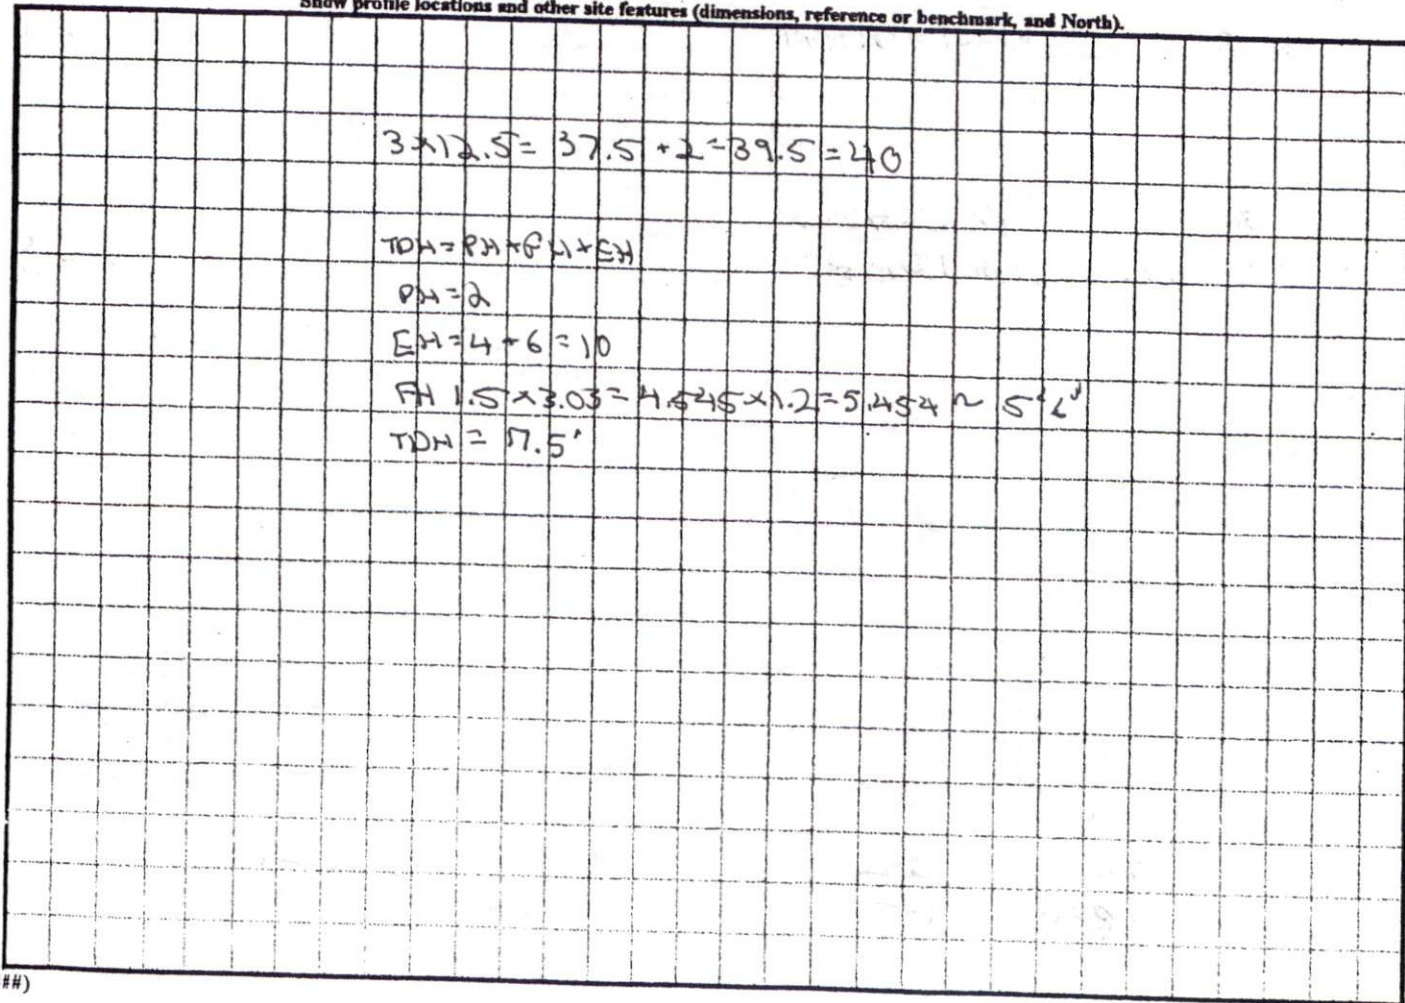 Show profile locations and other site features (dimensions, reference or benchmark, and North).
3×12.5= 37.5 +2=39.5=40
TDH=PH+FH+EH
PH=2
EH=4+6=10
FH 1.5×3.03=4.545×1.2=5.454 ~ 5'6"
TDH = 17.5'
##)